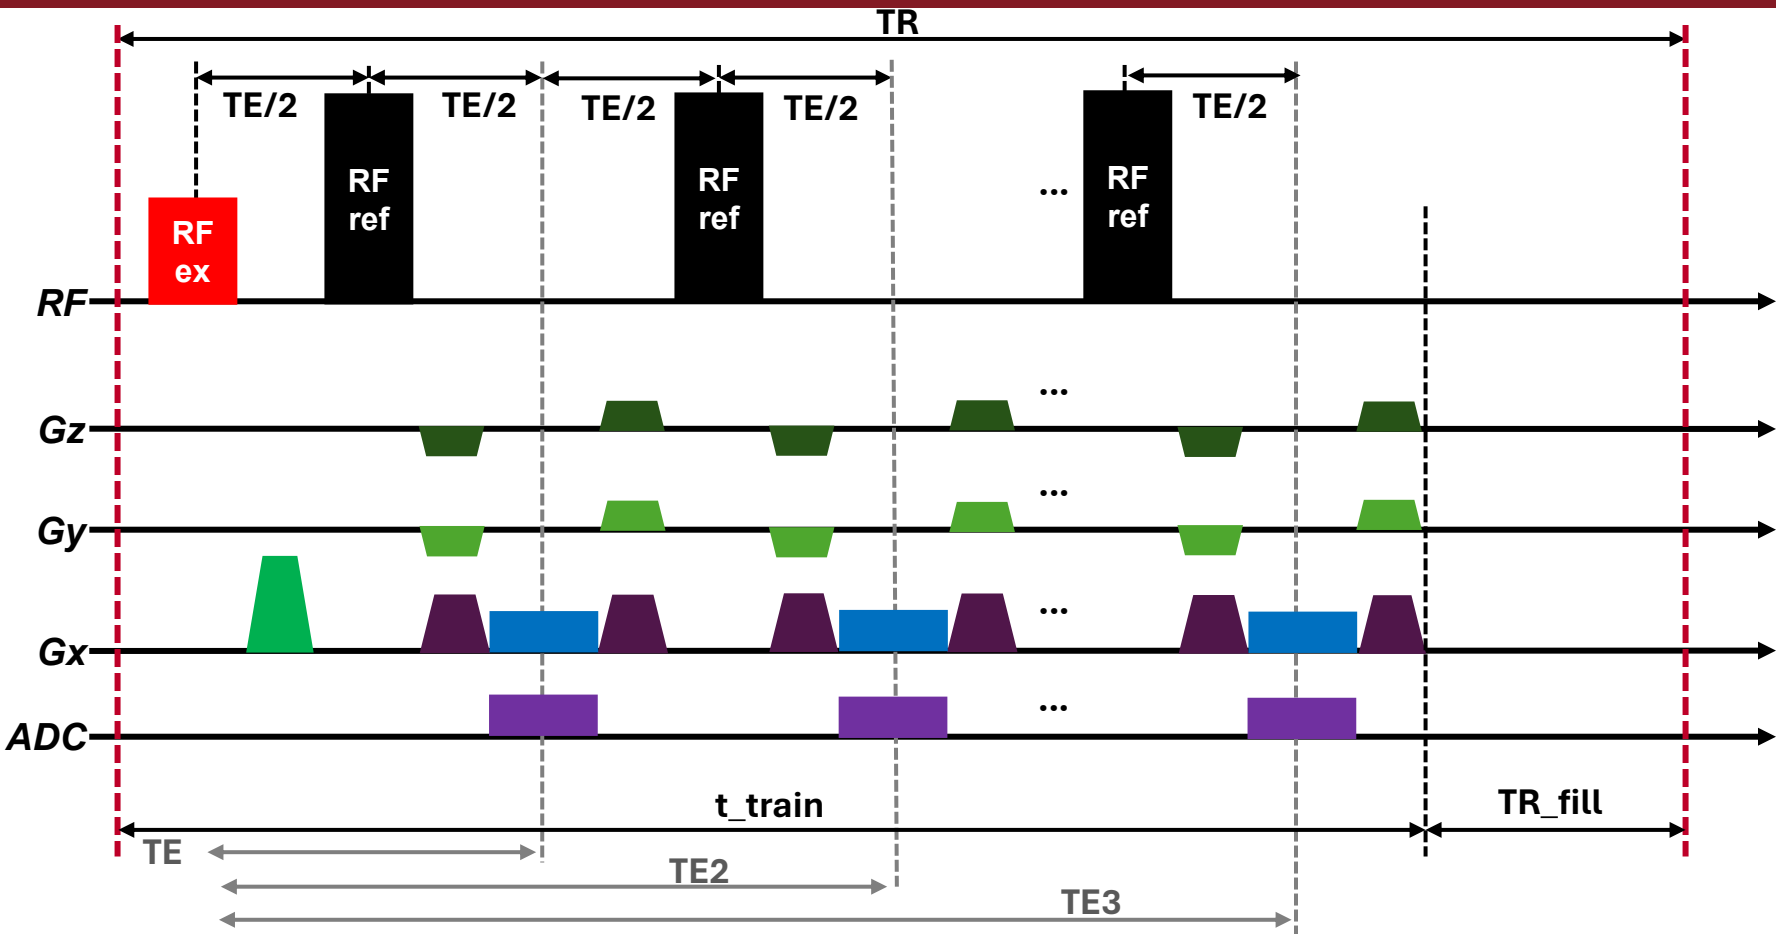 TR
TE/2 TE/2 TE/2 TE/2 TE/2
RF
ex
RF
ref
RF
ref
...
RF
ref
RF
...
Gz
...
Gy
...
Gx
...
ADC
t_train
TR_fill
TE
TE2
TE3